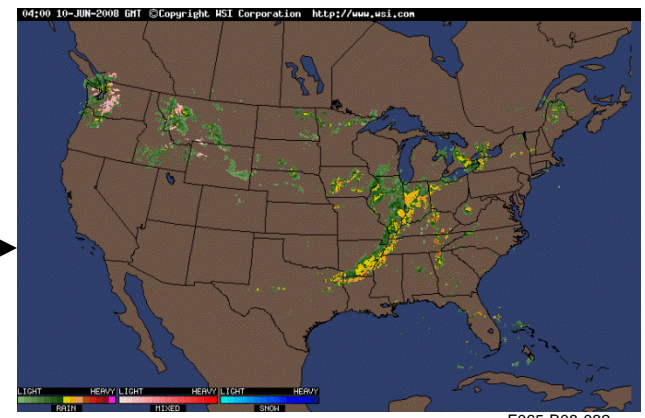 04:00 10-JUN-2008 GMT ©Copyright WSI Corporation http://www.wsi.com
LIGHT HEAVY LIGHT HEAVY LIGHT HEAVY
RAIN MIXED SNOW